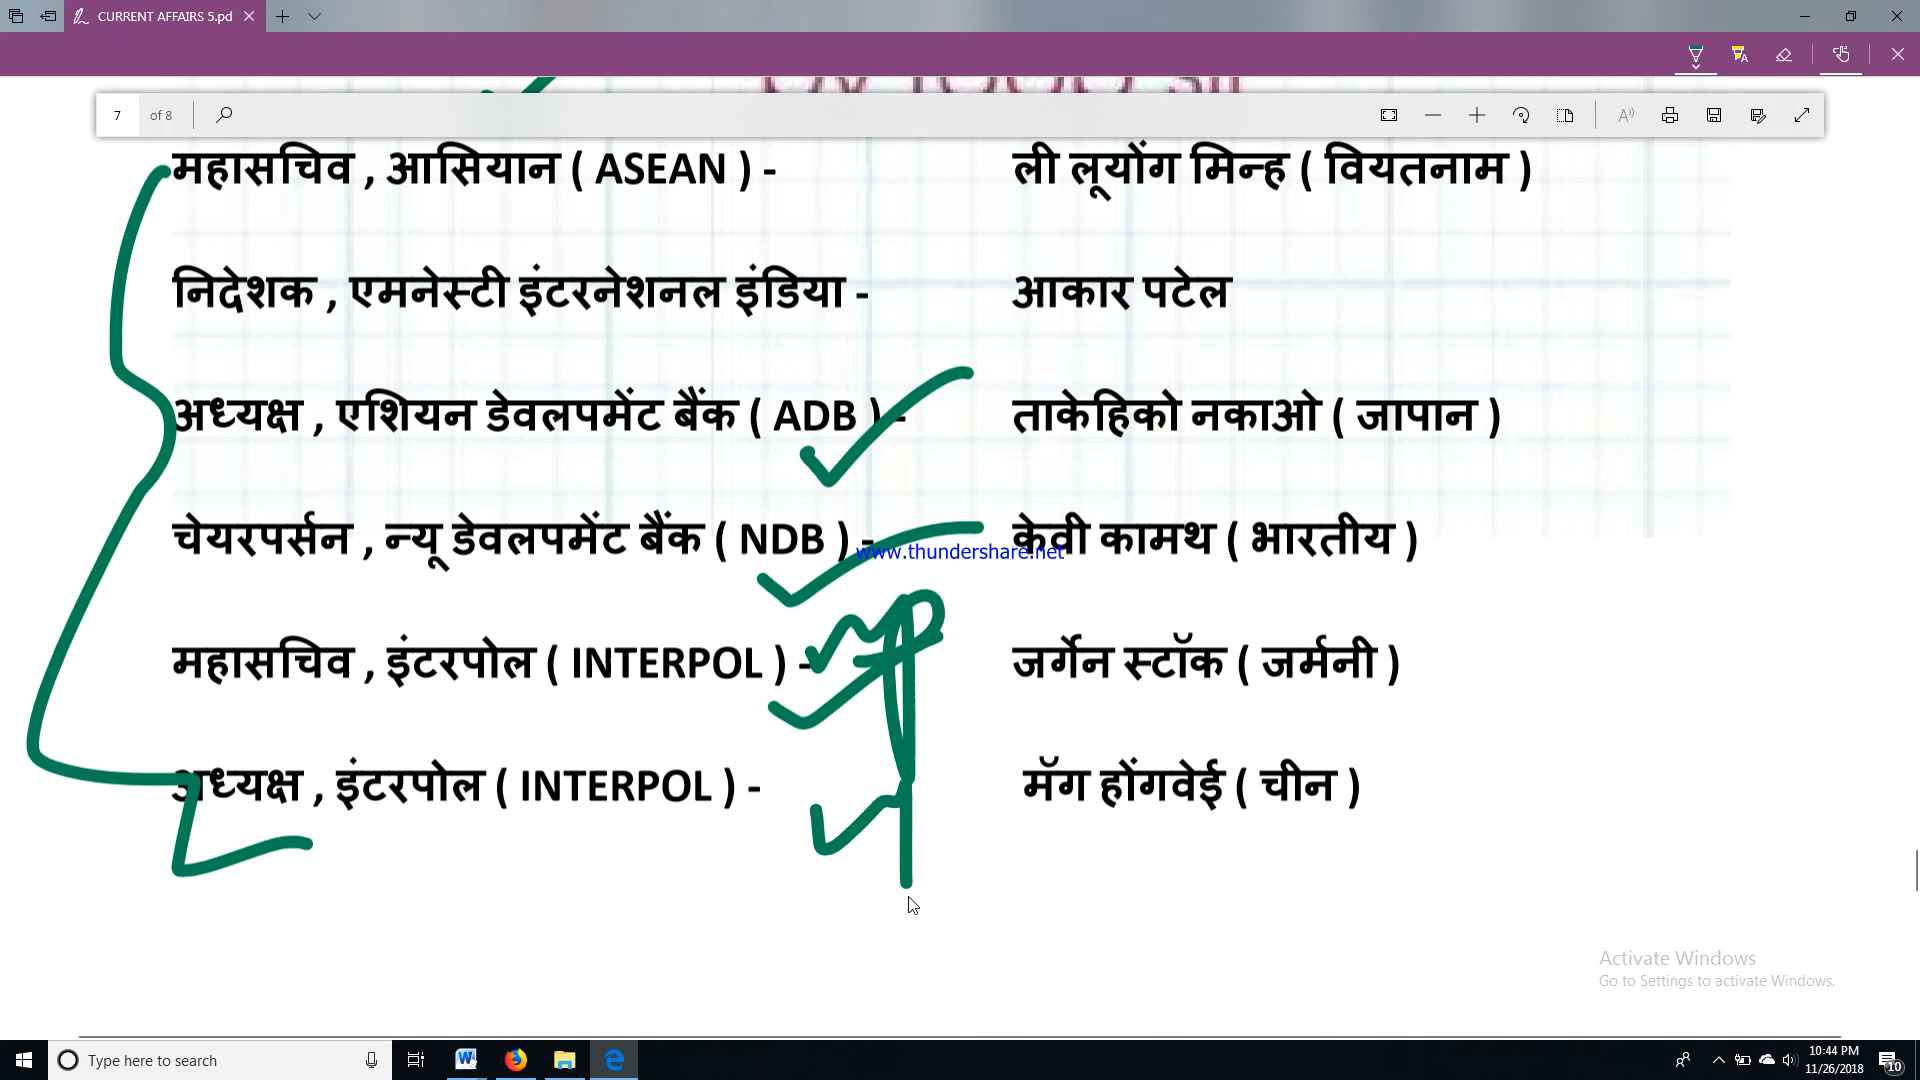 CURRENT AFFAIRS 5.pd
7 of 8
महासचिव , आसियान ( ASEAN ) - ली लूयोंग मिन्ह ( वियतनाम )
निदेशक , एमनेस्टी इंटरनेशनल इंडिया - आकार पटेल
अध्यक्ष , एशियन डेवलपमेंट बैंक ( ADB ) - ताकेहिको नकाओ ( जापान )
चेयरपर्सन , न्यू डेवलपमेंट बैंक ( NDB ) - केवी कामथ ( भारतीय )
www.thundershare.net
महासचिव , इंटरपोल ( INTERPOL ) - जर्गेन स्टॉक ( जर्मनी )
अध्यक्ष , इंटरपोल ( INTERPOL ) - मॅग होंगवेई ( चीन )
Activate Windows
Go to Settings to activate Windows.
Type here to search
10:44 PM
11/26/2018
10